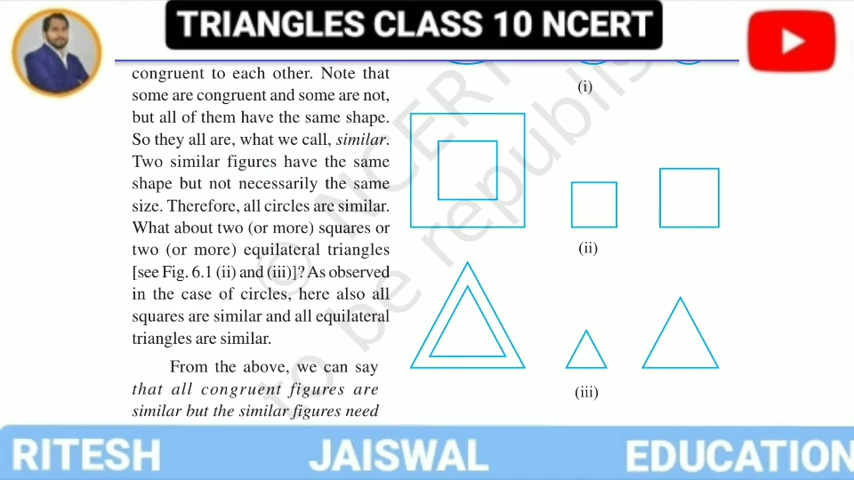 TRIANGLES CLASS 10 NCERT
congruent to each other. Note that
some are congruent and some are not,
but all of them have the same shape.
So they all are, what we call, similar.
Two similar figures have the same
shape but not necessarily the same
size. Therefore, all circles are similar.
What about two (or more) squares or
two (or more) equilateral triangles
[see Fig. 6.1 (ii) and (iii)]? As observed
in the case of circles, here also all
squares are similar and all equilateral
triangles are similar.
From the above, we can say
that all congruent figures are
similar but the similar figures need
(i)
(ii)
(iii)
© NCERT
to be republis
RITESH JAISWAL EDUCATION